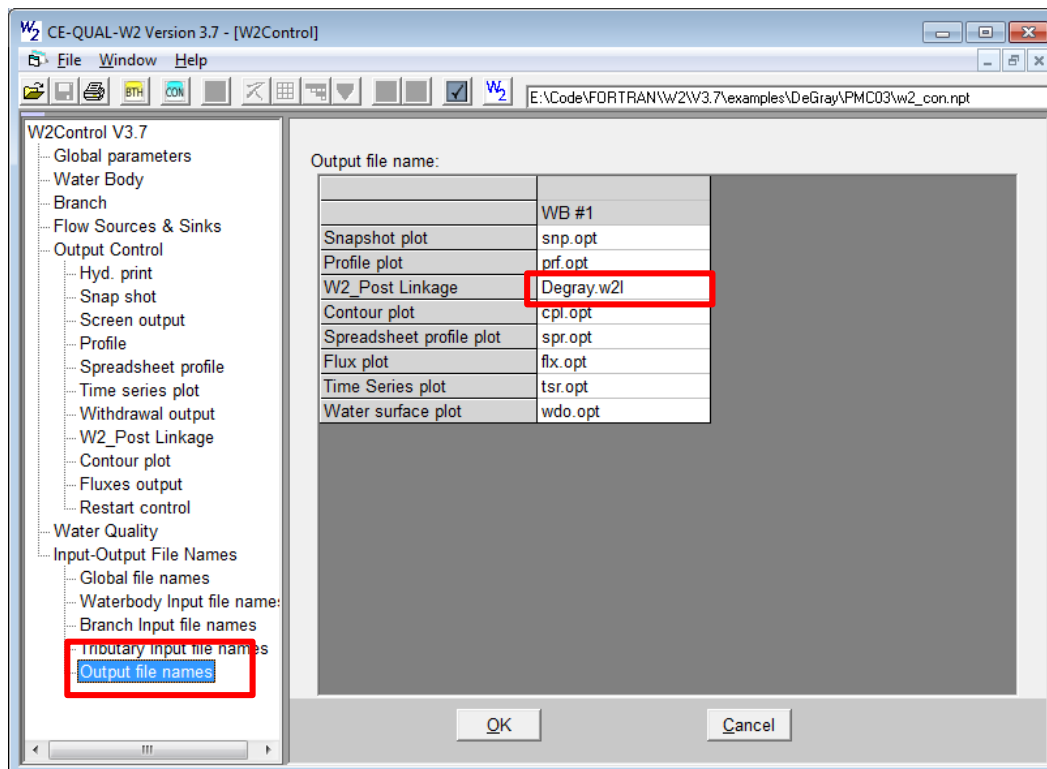 W2 CE-QUAL-W2 Version 3.7 - [W2Control]
File Window Help
BTH CON W2 E:\Code\FORTRAN\W2\V3.7\examples\DeGray\PMC03\w2_con.npt
W2Control V3.7
Global parameters
Water Body
Branch
Flow Sources & Sinks
Output Control
Hyd. print
Snap shot
Screen output
Profile
Spreadsheet profile
Time series plot
Withdrawal output
W2_Post Linkage
Contour plot
Fluxes output
Restart control
Water Quality
Input-Output File Names
Global file names
Waterbody Input file name
Branch Input file names
Tributary Input file names
Output file names
Output file name:
WB #1
Snapshot plot snp.opt
Profile plot prf.opt
W2_Post Linkage Degray.w2l
Contour plot cpl.opt
Spreadsheet profile plot spr.opt
Flux plot flx.opt
Time Series plot tsr.opt
Water surface plot wdo.opt
OK Cancel